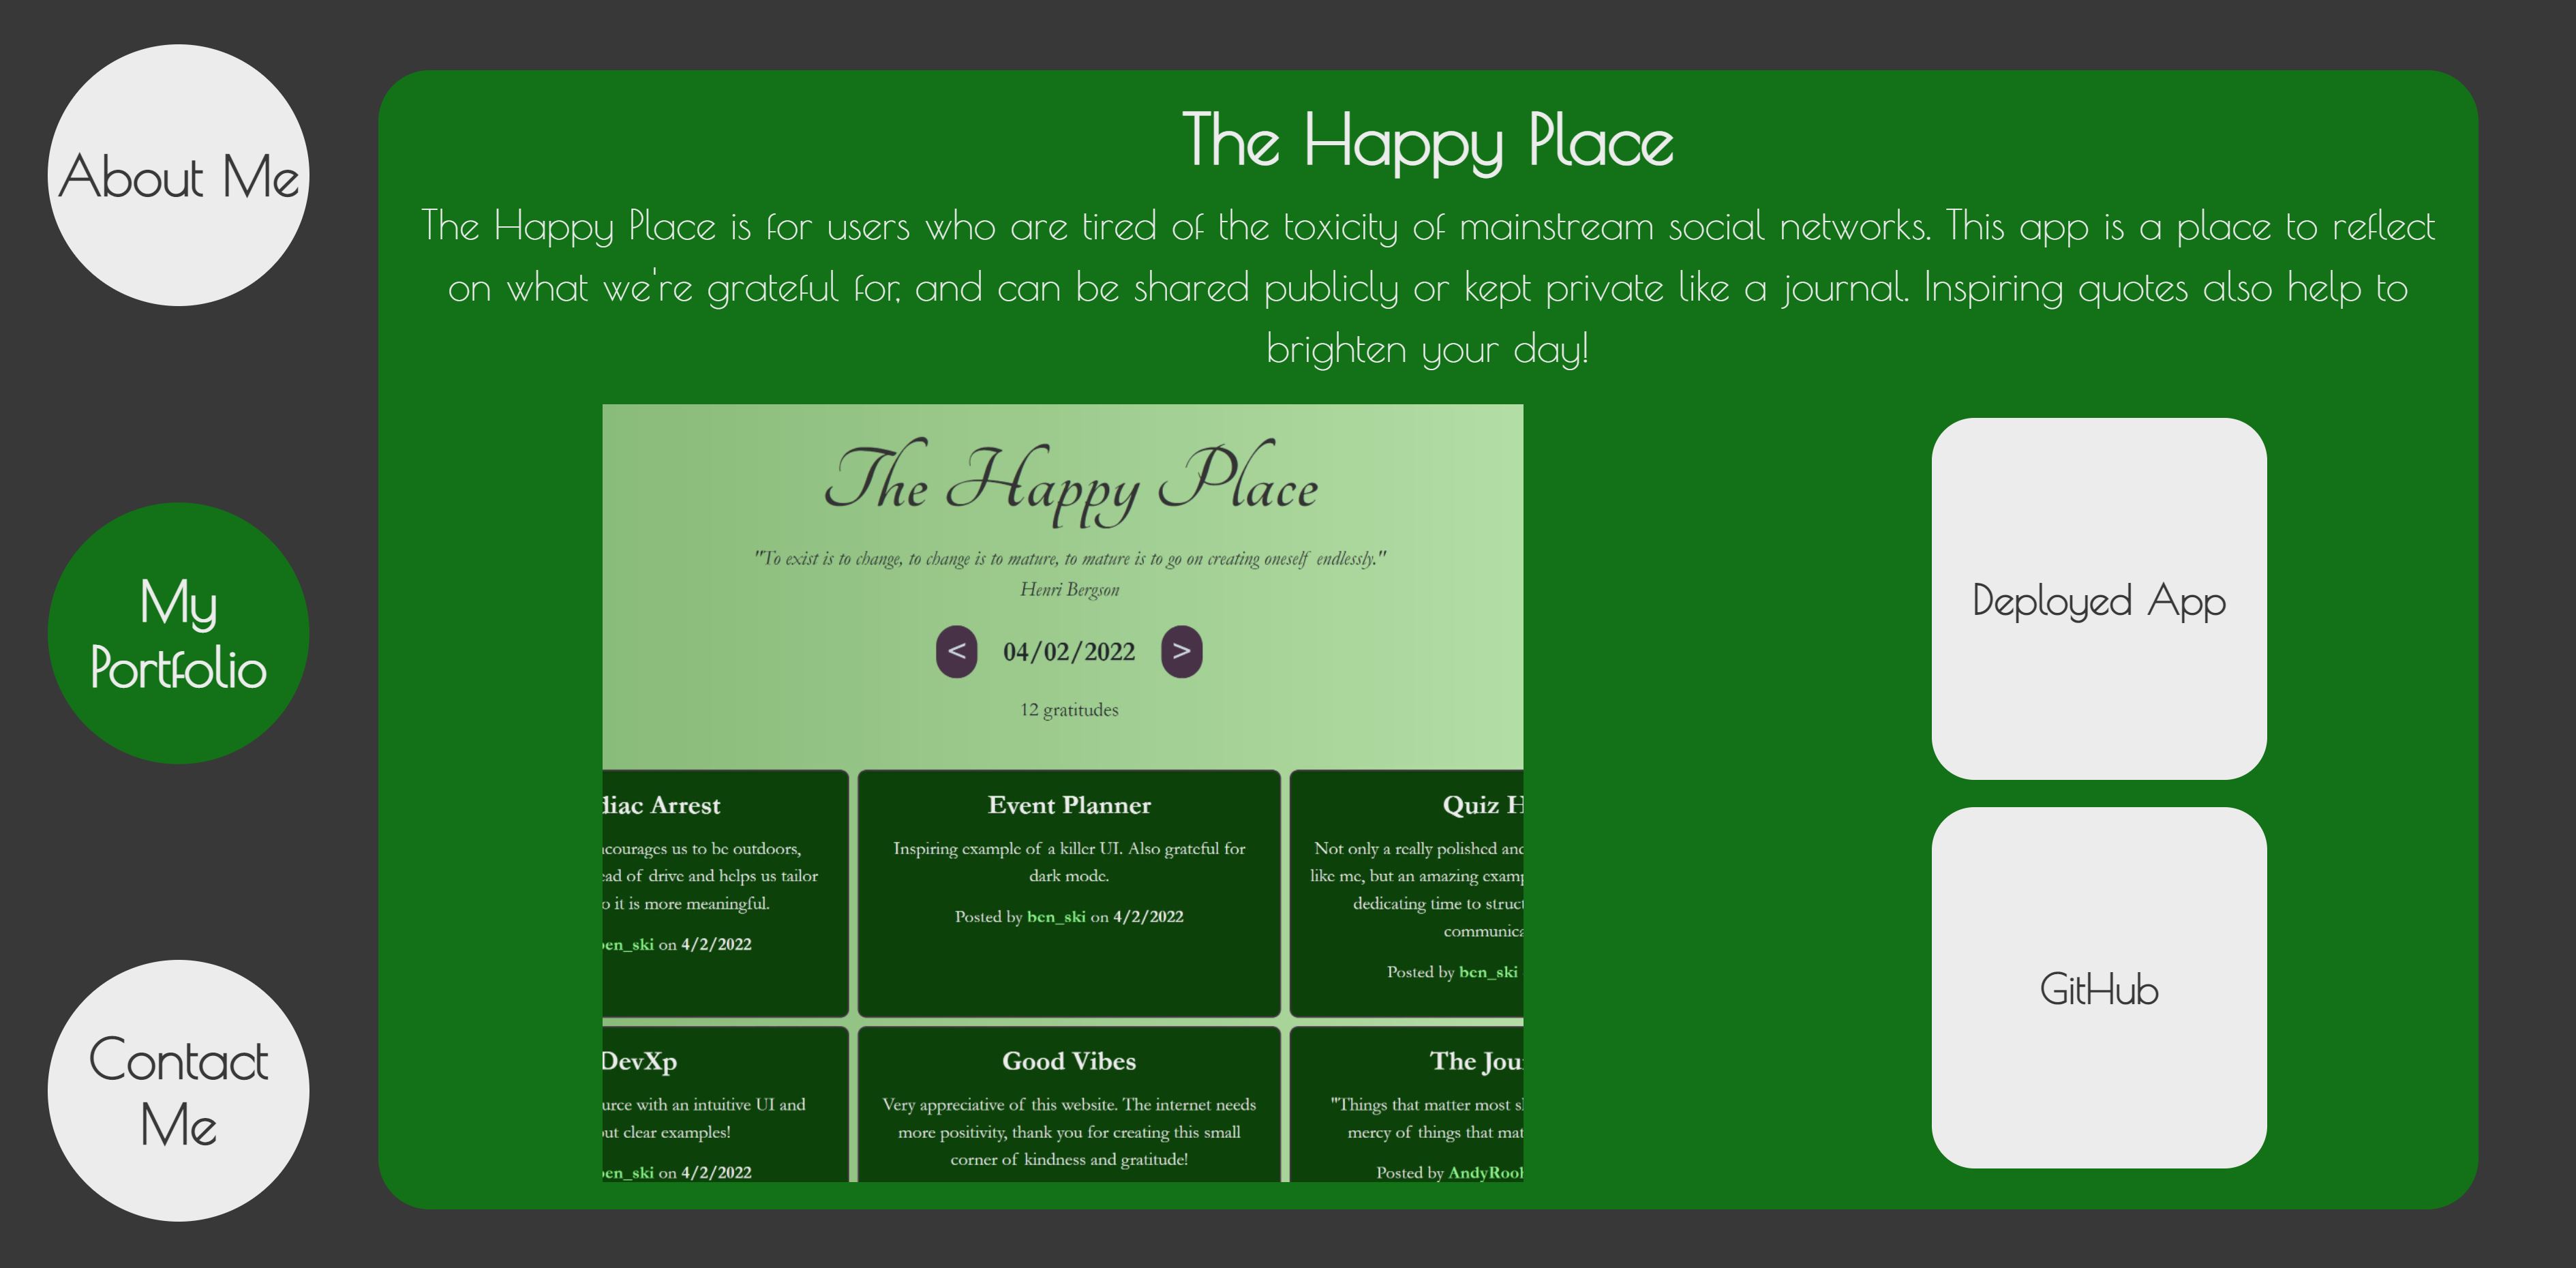 About Me
My
Portfolio
Contact
Me
The Happy Place
The Happy Place is for users who are tired of the toxicity of mainstream social networks. This app is a place to reflect
on what we're grateful for, and can be shared publicly or kept private like a journal. Inspiring quotes also help to
brighten your day!
The Happy Place
"To exist is to change, to change is to mature, to mature is to go on creating oneself endlessly."
Henri Bergson
< 04/02/2022 >
12 gratitudes
diac Arrest
courages us to be outdoors,
ead of drive and helps us tailor
o it is more meaningful.
ben_ski on 4/2/2022
Event Planner
Inspiring example of a killer UI. Also grateful for
dark mode.
Posted by ben_ski on 4/2/2022
Quiz H
Not only a really polished and
like me, but an amazing examp
dedicating time to struct
communica
Posted by ben_ski
DevXp
urce with an intuitive UI and
out clear examples!
ben_ski on 4/2/2022
Good Vibes
Very appreciative of this website. The internet needs
more positivity, thank you for creating this small
corner of kindness and gratitude!
The Jou
"Things that matter most s
mercy of things that mat
Posted by AndyRoo
Deployed App
GitHub